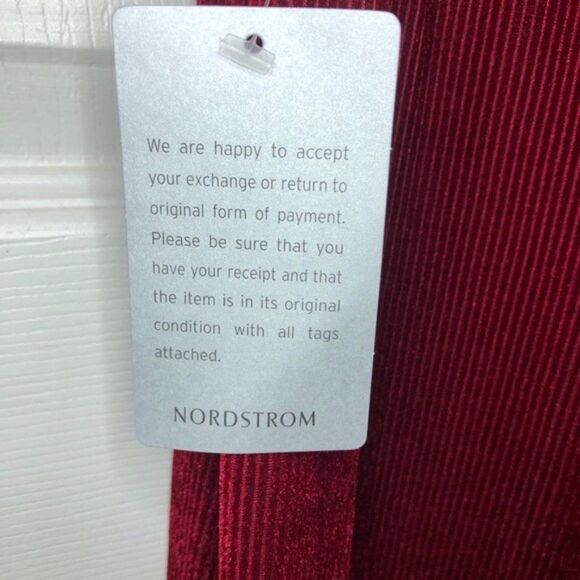 We are happy to accept
your exchange or return to
original form of payment.
Please be sure that you
have your receipt and that
the item is in its original
condition with all tags
attached.
NORDSTROM